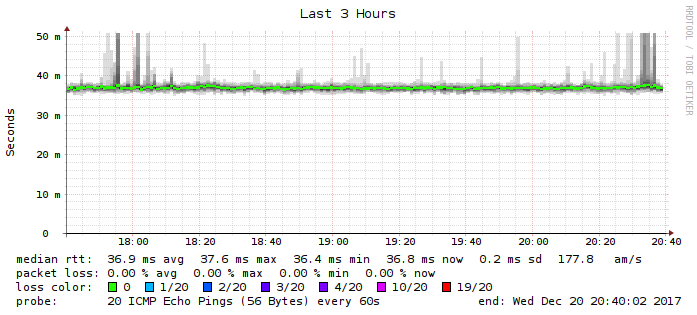 Last 3 Hours
RRDTOOL / TOBI OETIKER
Seconds
50 m
40 m
30 m
20 m
10 m
0
18:00 18:20 18:40 19:00 19:20 19:40 20:00 20:20 20:40
median rtt: 36.9 ms avg 37.6 ms max 36.4 ms min 36.8 ms now 0.2 ms sd 177.8 am/s
packet loss: 0.00 % avg 0.00 % max 0.00 % min 0.00 % now
loss color: 0 1/20 2/20 3/20 4/20 10/20 19/20
probe: 20 ICMP Echo Pings (56 Bytes) every 60s end: Wed Dec 20 20:40:02 2017